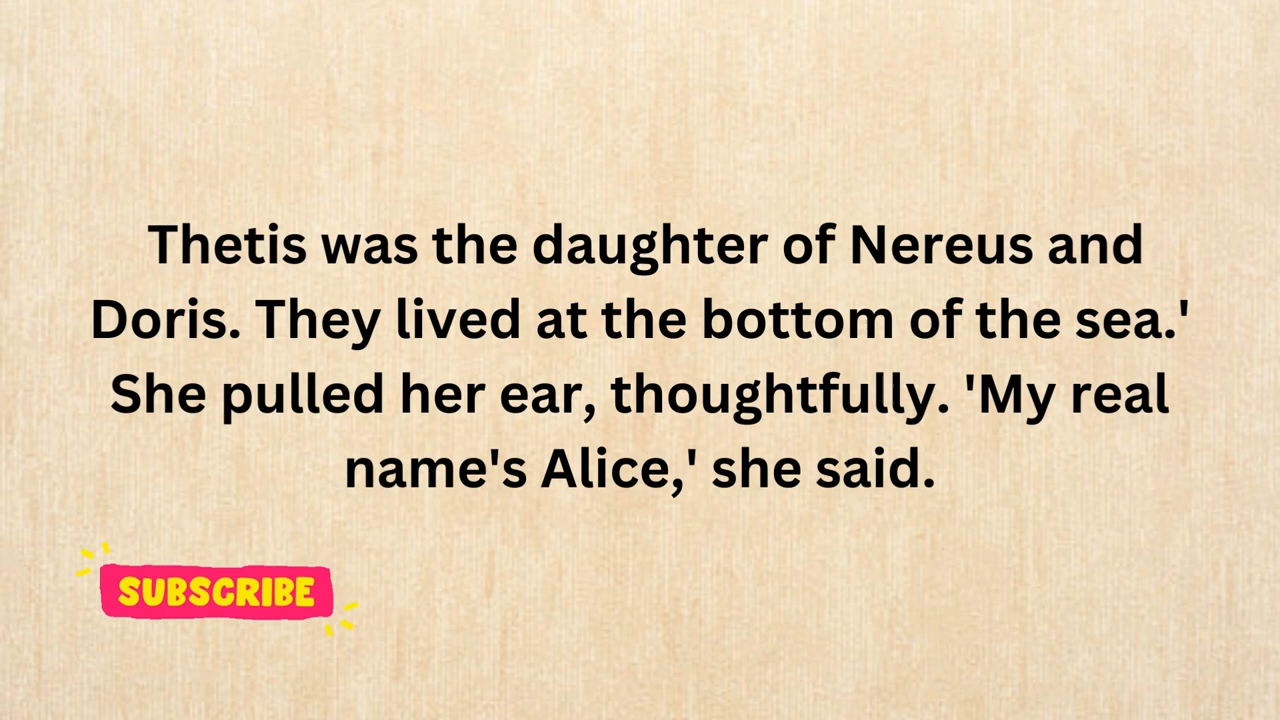 Thetis was the daughter of Nereus and
Doris. They lived at the bottom of the sea.'
She pulled her ear, thoughtfully. 'My real
name's Alice,' she said.
SUBSCRIBE